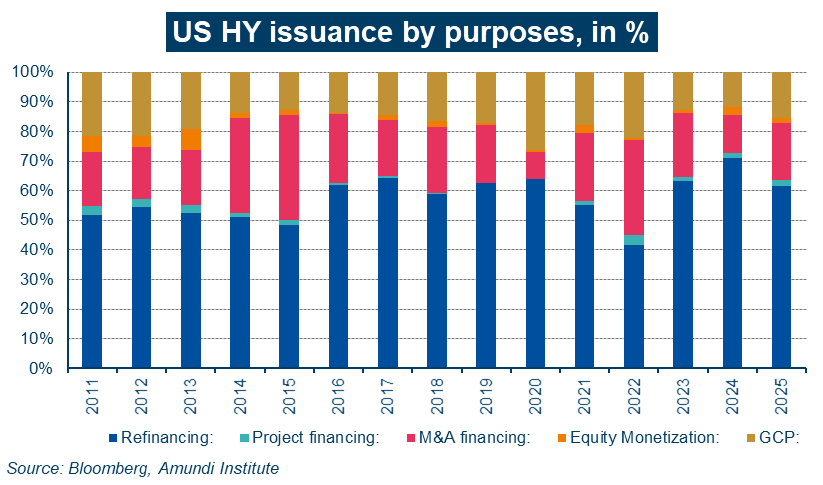 US HY issuance by purposes, in %
100%
90%
80%
70%
60%
50%
40%
30%
20%
10%
0%
2011 2012 2013 2014 2015 2016 2017 2018 2019 2020 2021 2022 2023 2024 2025
Refinancing: Project financing: M&A financing: Equity Monetization: GCP:
Source: Bloomberg, Amundi Institute